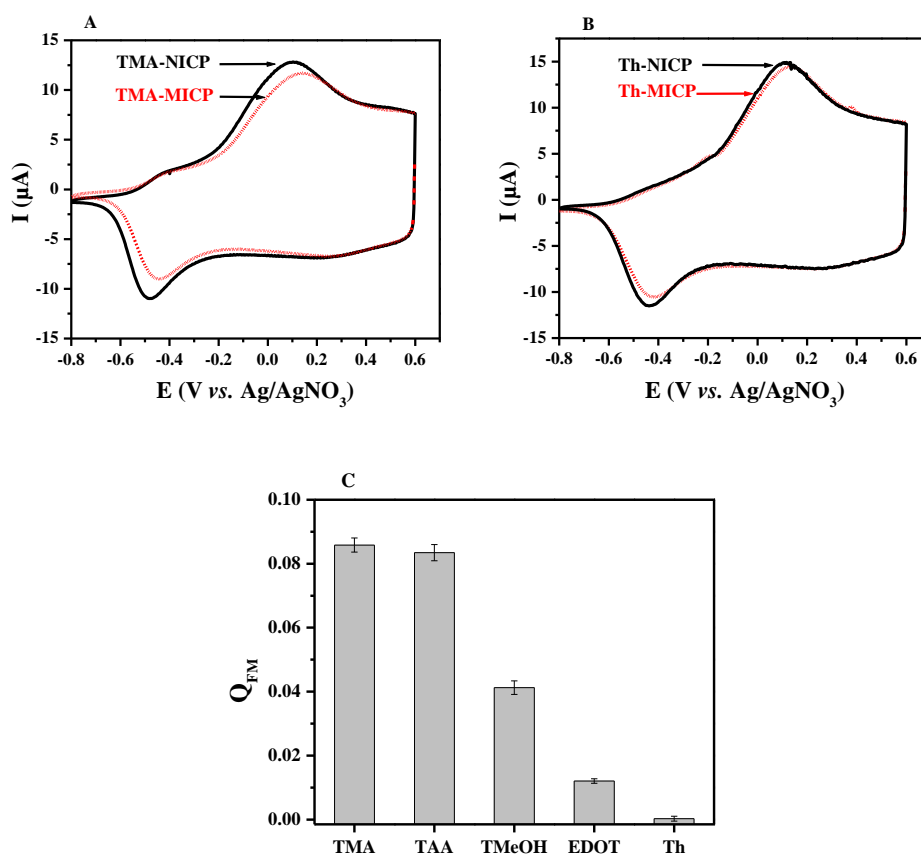 A
TMA-NICP
TMA-MICP
15
10
5
0
-5
-10
-15
I (µA)
-0.8 -0.6 -0.4 -0.2 0.0 0.2 0.4 0.6
E (V vs. Ag/AgNO3)
B
Th-NICP
Th-MICP
15
10
5
0
-5
-10
-15
I (µA)
-0.8 -0.6 -0.4 -0.2 0.0 0.2 0.4 0.6
E (V vs. Ag/AgNO3)
C
0.10
0.08
0.06
0.04
0.02
0.00
QFM
TMA TAA TMeOH EDOT Th